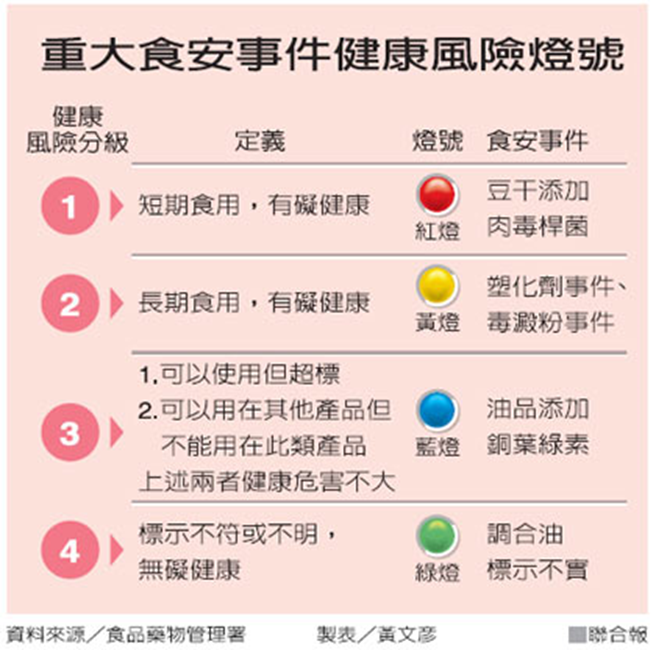 重大食安事件健康風險燈號
健康
風險分級
定義
燈號
食安事件
1
短期食用，有礙健康
紅燈
豆干添加
肉毒桿菌
2
長期食用，有礙健康
黃燈
塑化劑事件、
毒澱粉事件
3
1.可以使用但超標
2.可以用在其他產品但
不能用在此類產品
上述兩者健康危害不大
藍燈
油品添加
銅葉綠素
4
標示不符或不明，
無礙健康
綠燈
調合油
標示不實
資料來源／食品藥物管理署
製表／黃文彥
聯合報